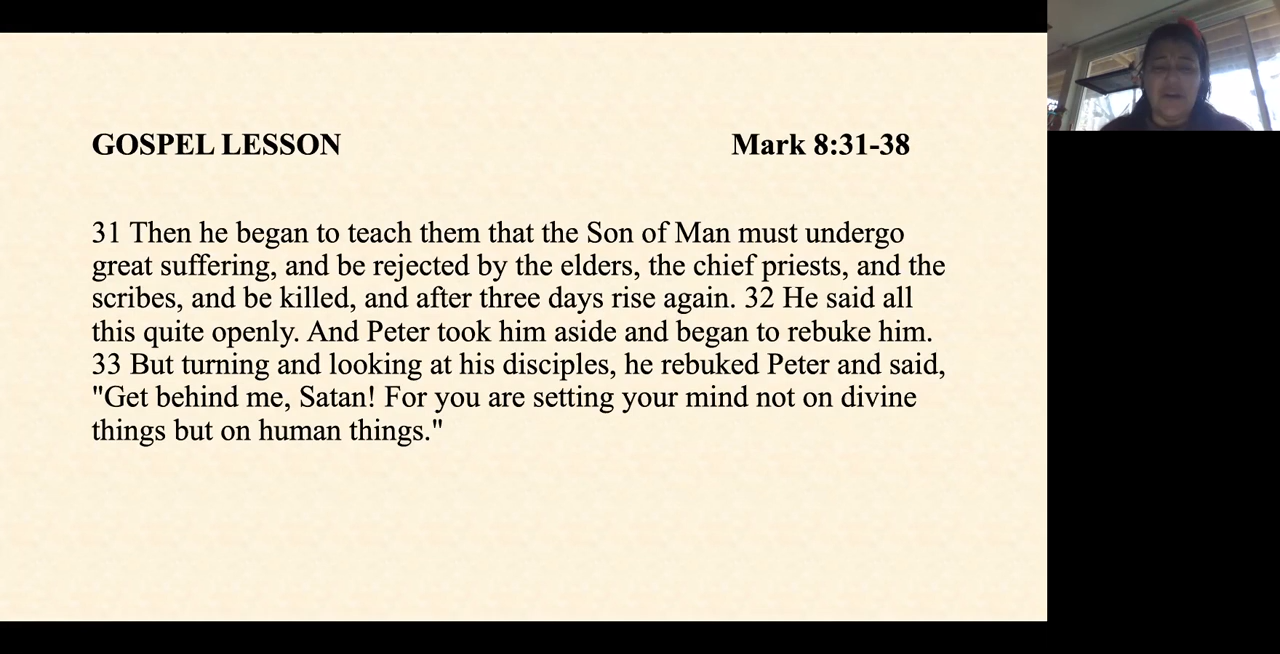 GOSPEL LESSON Mark 8:31-38
31 Then he began to teach them that the Son of Man must undergo
great suffering, and be rejected by the elders, the chief priests, and the
scribes, and be killed, and after three days rise again. 32 He said all
this quite openly. And Peter took him aside and began to rebuke him.
33 But turning and looking at his disciples, he rebuked Peter and said,
"Get behind me, Satan! For you are setting your mind not on divine
things but on human things."